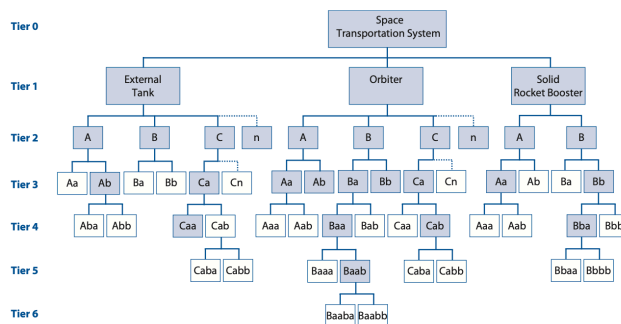 Tier 0
Space
Transportation System
Tier 1
External
Tank
Orbiter
Solid
Rocket Booster
Tier 2
A B C n A B C n A B
Tier 3
Aa Ab Ba Bb Ca Cn Aa Ab Ba Bb Ca Cn Aa Ab Ba Bb
Tier 4
Aba Abb Caa Cab Aaa Aab Baa Bab Caa Cab Aaa Aab Bba Bbb
Tier 5
Caba Cabb Baaa Baab Caba Cabb Bbaa Bbbb
Tier 6
Baaba Baabb